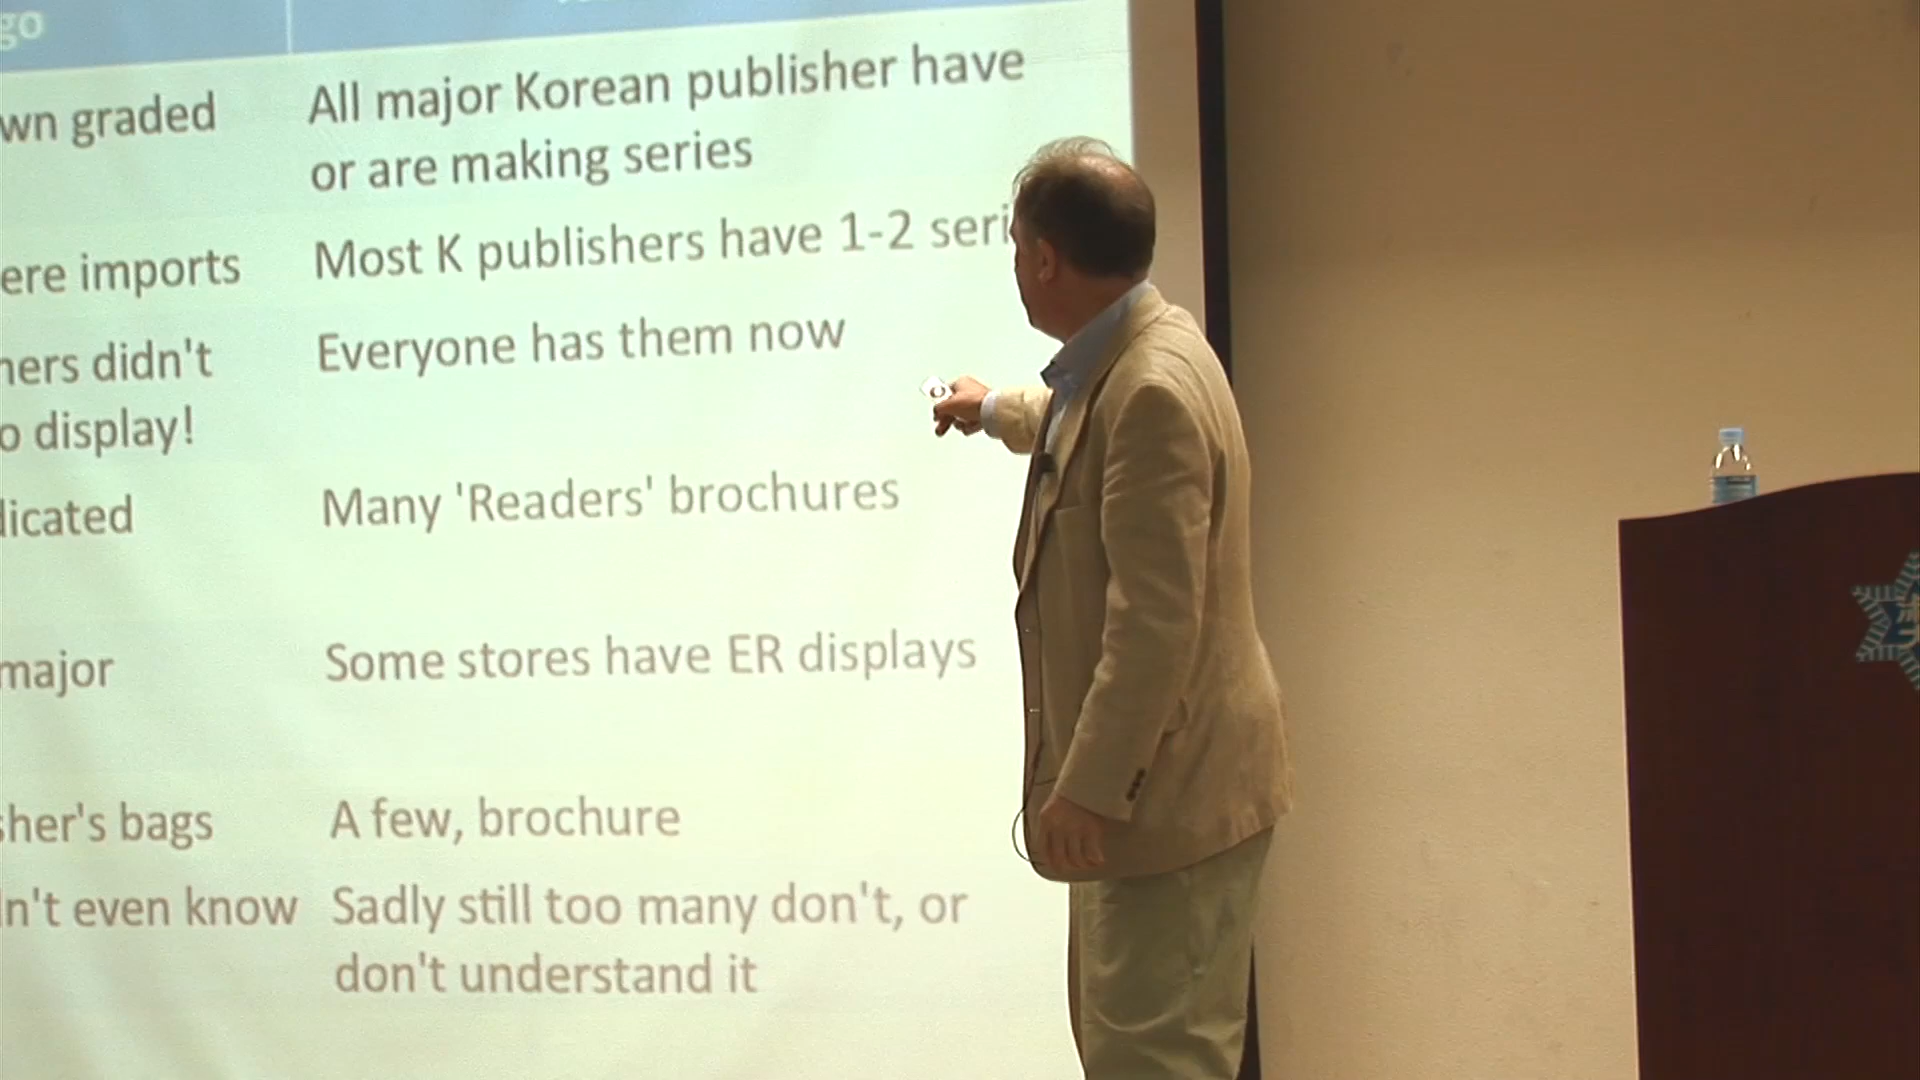 go
wn graded
All major Korean publisher have
or are making series
ere imports
Most K publishers have 1-2 seri
hers didn't
o display!
Everyone has them now
licated
Many 'Readers' brochures
major
Some stores have ER displays
sher's bags
A few, brochure
n't even know
Sadly still too many don't, or
don't understand it